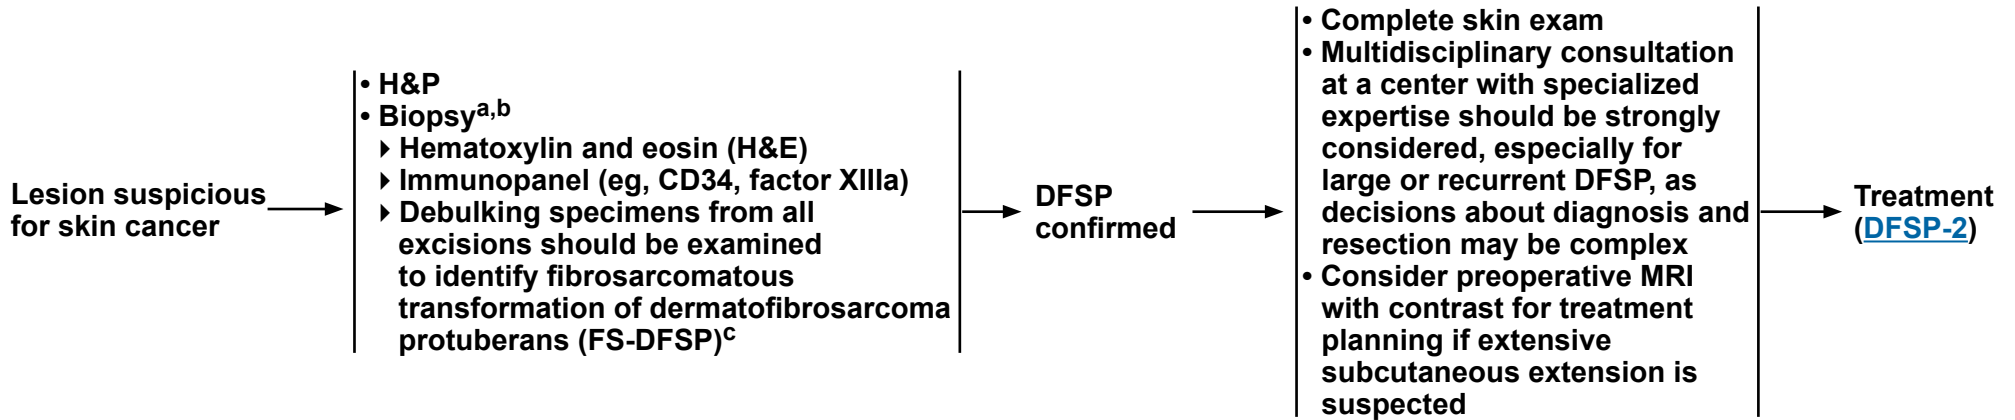 Lesion suspicious
for skin cancer
• H&P
• Biopsya,b
‣ Hematoxylin and eosin (H&E)
‣ Immunopanel (eg, CD34, factor XIIIa)
‣ Debulking specimens from all
excisions should be examined
to identify fibrosarcomatous
transformation of dermatofibrosarcoma
protuberans (FS-DFSP)c
DFSP
confirmed
• Complete skin exam
• Multidisciplinary consultation
at a center with specialized
expertise should be strongly
considered, especially for
large or recurrent DFSP, as
decisions about diagnosis and
resection may be complex
• Consider preoperative MRI
with contrast for treatment
planning if extensive
subcutaneous extension is
suspected
Treatment
(DFSP-2)